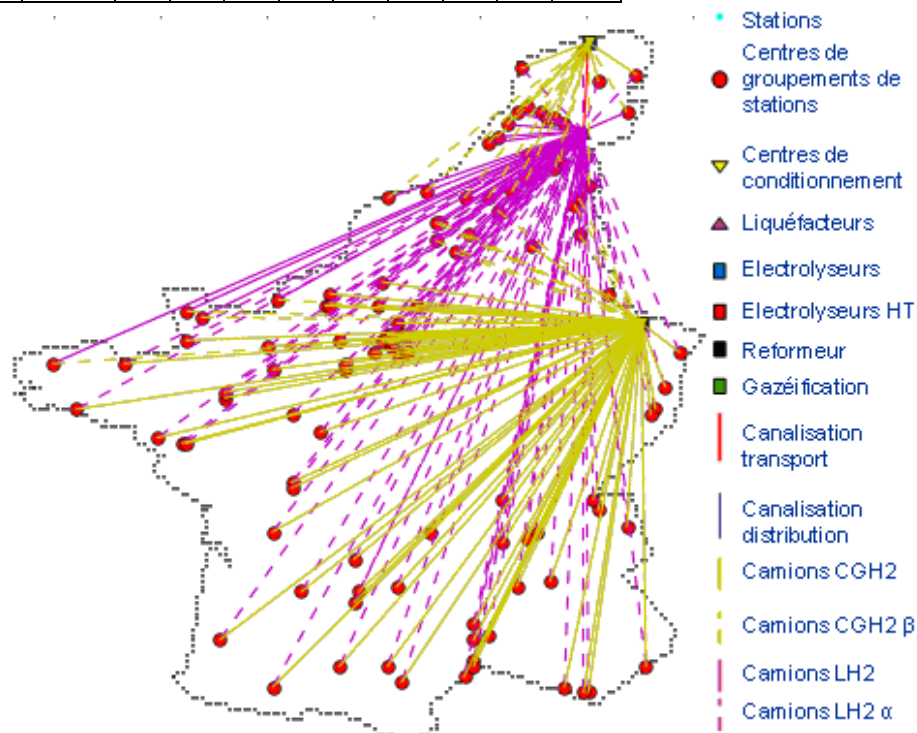 Stations
Centres de
groupements de
stations
Centres de
conditionnement
Liquéfacteurs
Electrolyseurs
Electrolyseurs HT
Reformeur
Gazéification
Canalisation
transport
Canalisation
distribution
Camions CGH2
Camions CGH2 β
Camions LH2
Camions LH2 α